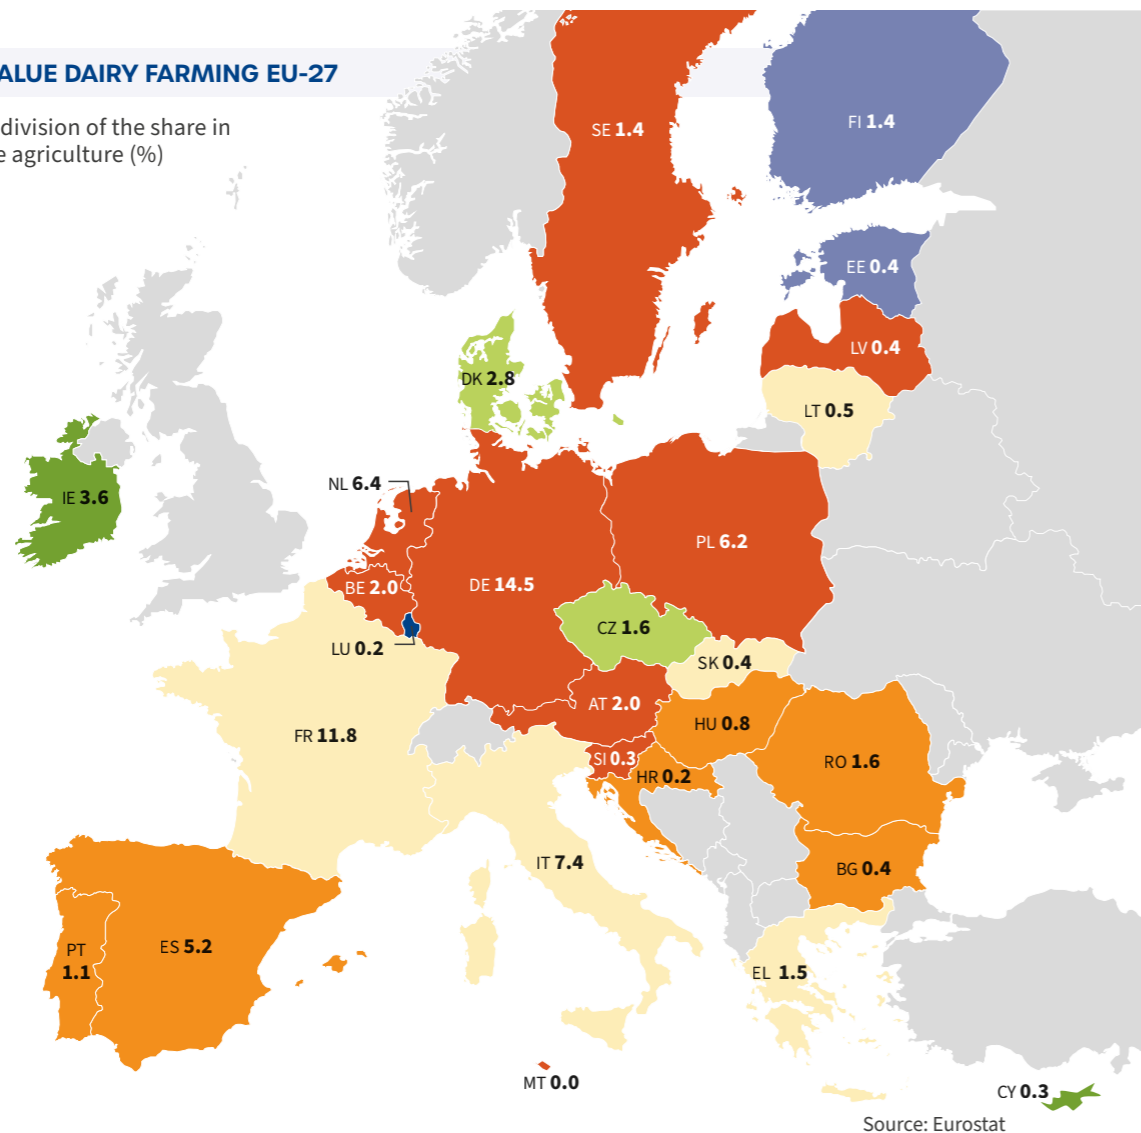 ALUE DAIRY FARMING EU-27
division of the share in
e agriculture (%)
SE 1.4
FI 1.4
EE 0.4
LV 0.4
DK 2.8
LT 0.5
NL 6.4
IE 3.6
PL 6.2
BE 2.0
DE 14.5
CZ 1.6
LU 0.2
SK 0.4
AT 2.0
HU 0.8
FR 11.8
SI 0.3
RO 1.6
HR 0.2
IT 7.4
BG 0.4
PT
1.1
ES 5.2
EL 1.5
MT 0.0
CY 0.3
Source: Eurostat